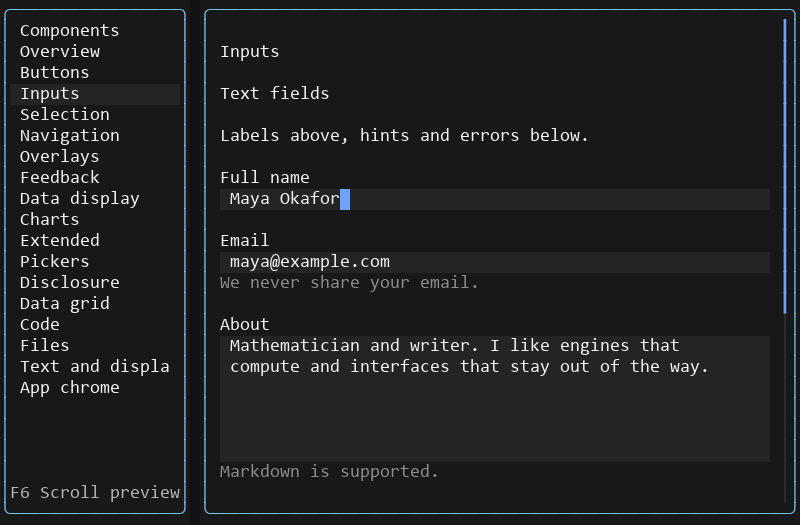 Components
Overview
Buttons
Inputs
Selection
Navigation
Overlays
Feedback
Data display
Charts
Extended
Pickers
Disclosure
Data grid
Code
Files
Text and displa
App chrome
F6 Scroll preview
Inputs
Text fields
Labels above, hints and errors below.
Full name
Maya Okafor
Email
maya@example.com
We never share your email.
About
Mathematician and writer. I like engines that
compute and interfaces that stay out of the way.
Markdown is supported.